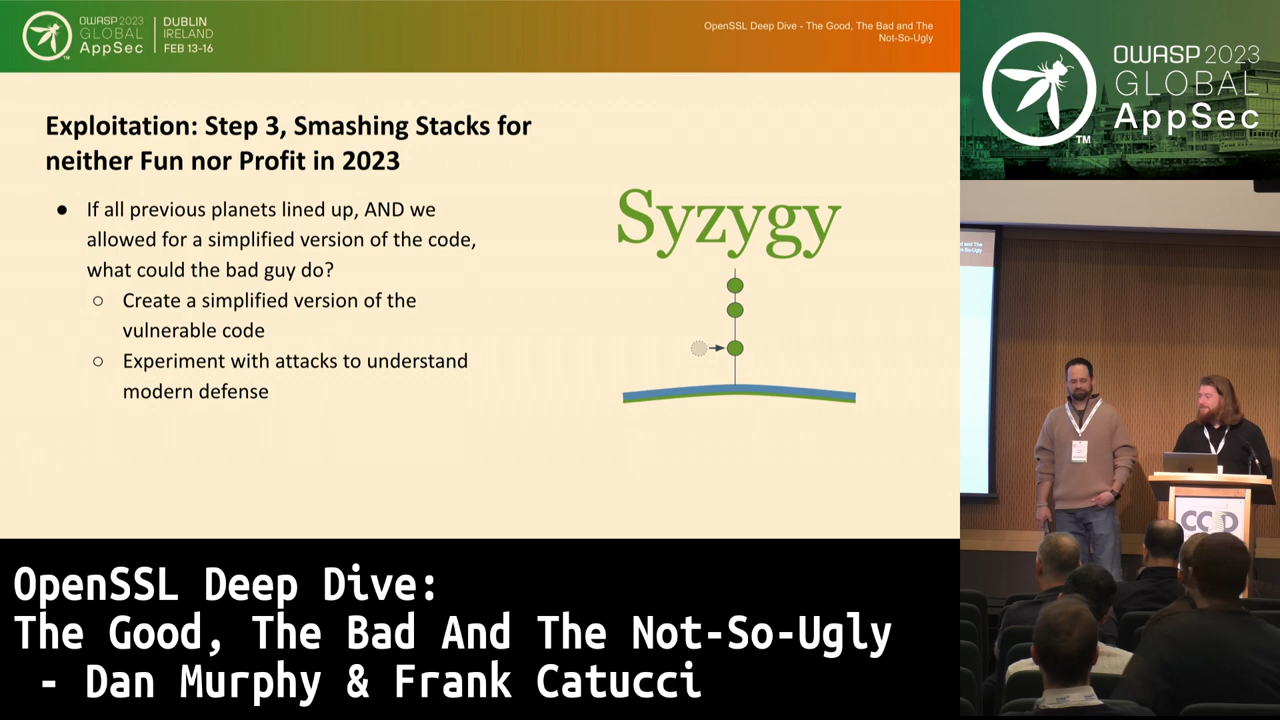 OWASP 2023
GLOBAL
AppSec
TM
DUBLIN
IRELAND
FEB 13-16
OpenSSL Deep Dive - The Good, The Bad and The
Not-So-Ugly
Exploitation: Step 3, Smashing Stacks for
neither Fun nor Profit in 2023
● If all previous planets lined up, AND we
allowed for a simplified version of the code,
what could the bad guy do?
○ Create a simplified version of the
vulnerable code
○ Experiment with attacks to understand
modern defense
Syzygy
OWASP 2023
GLOBAL
AppSec
TM
OpenSSL Deep Dive:
The Good, The Bad And The Not-So-Ugly
- Dan Murphy & Frank Catucci